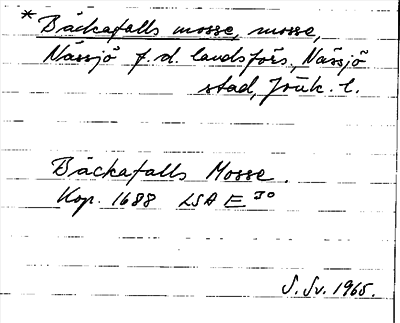 * Bäckafalls mosse, mosse,
Nässjö f.d. landsförs., Nässjö
stad, Jönk. l.
Bäckafalls Mosse.
Kop. 1688 LSA E 30
S. Sv. 1965.